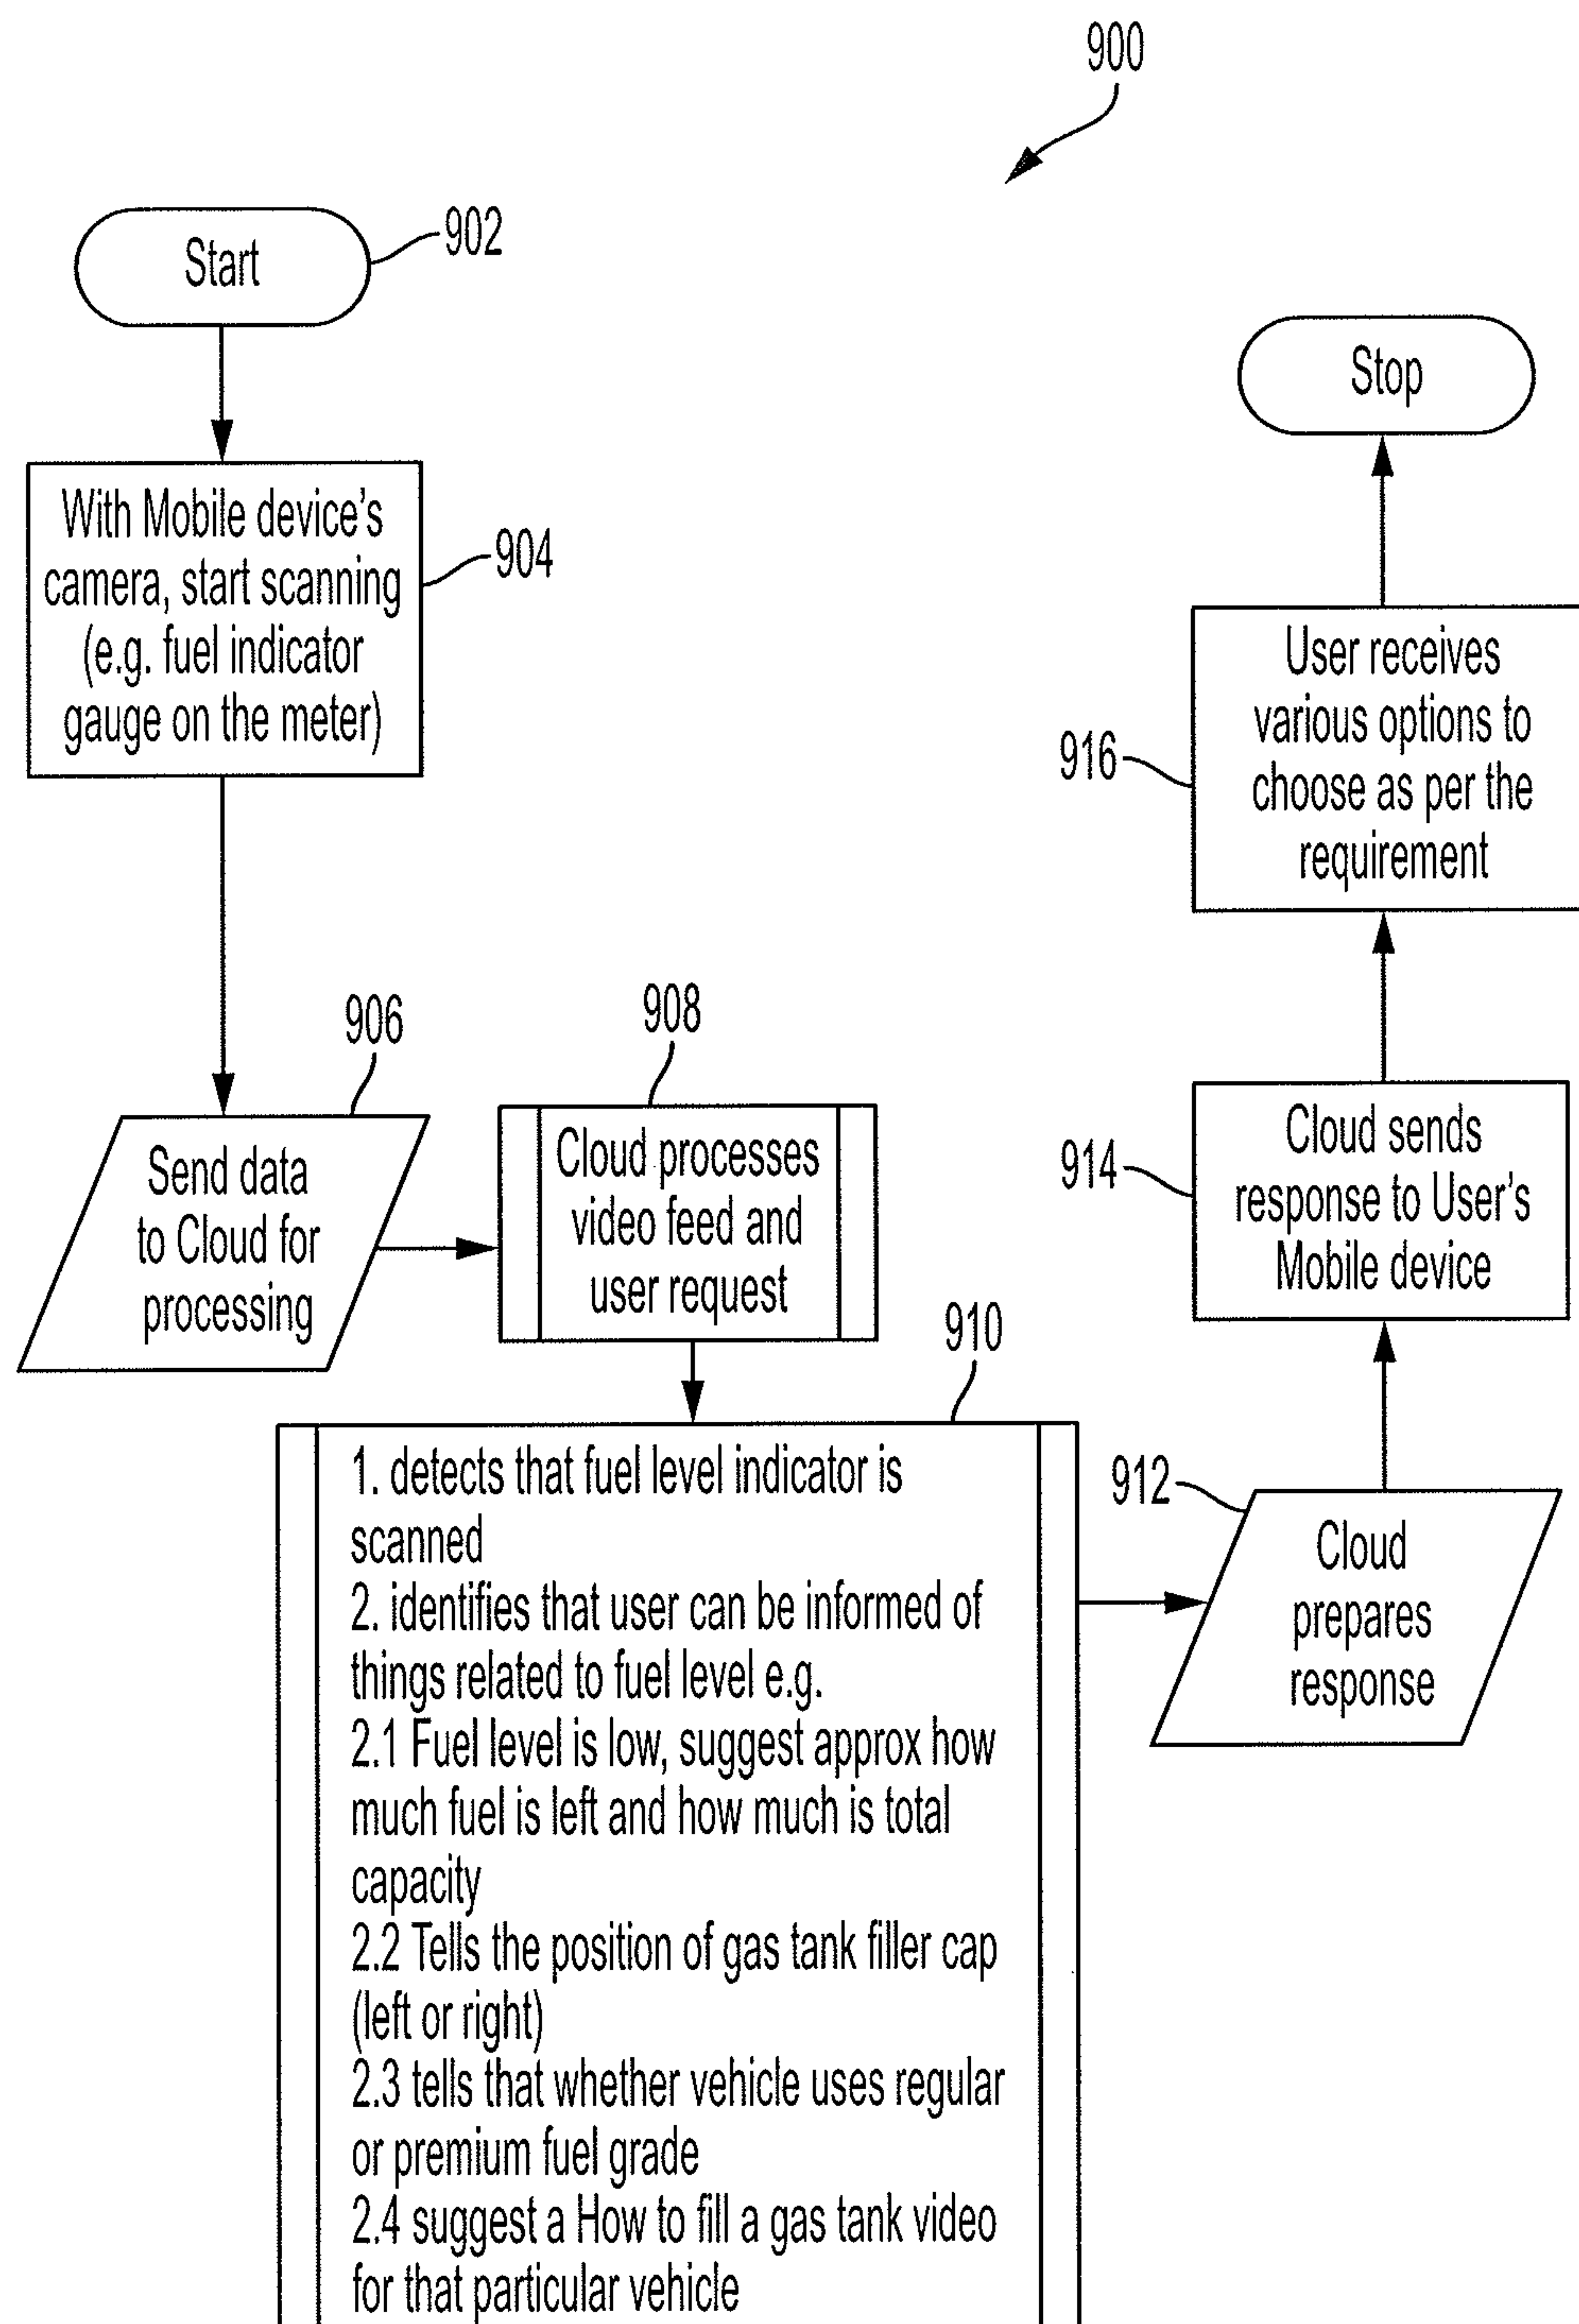 900
Start
902
With Mobile device's
camera, start scanning
(e.g. fuel indicator
gauge on the meter)
904
906
Send data
to Cloud for
processing
908
Cloud processes
video feed and
user request
910
1. detects that fuel level indicator is
scanned
2. identifies that user can be informed of
things related to fuel level e.g.
2.1 Fuel level is low, suggest approx how
much fuel is left and how much is total
capacity
2.2 Tells the position of gas tank filler cap
(left or right)
2.3 tells that whether vehicle uses regular
or premium fuel grade
2.4 suggest a How to fill a gas tank video
for that particular vehicle
912
Cloud
prepares
response
914
Cloud sends
response to User's
Mobile device
916
User receives
various options to
choose as per the
requirement
Stop